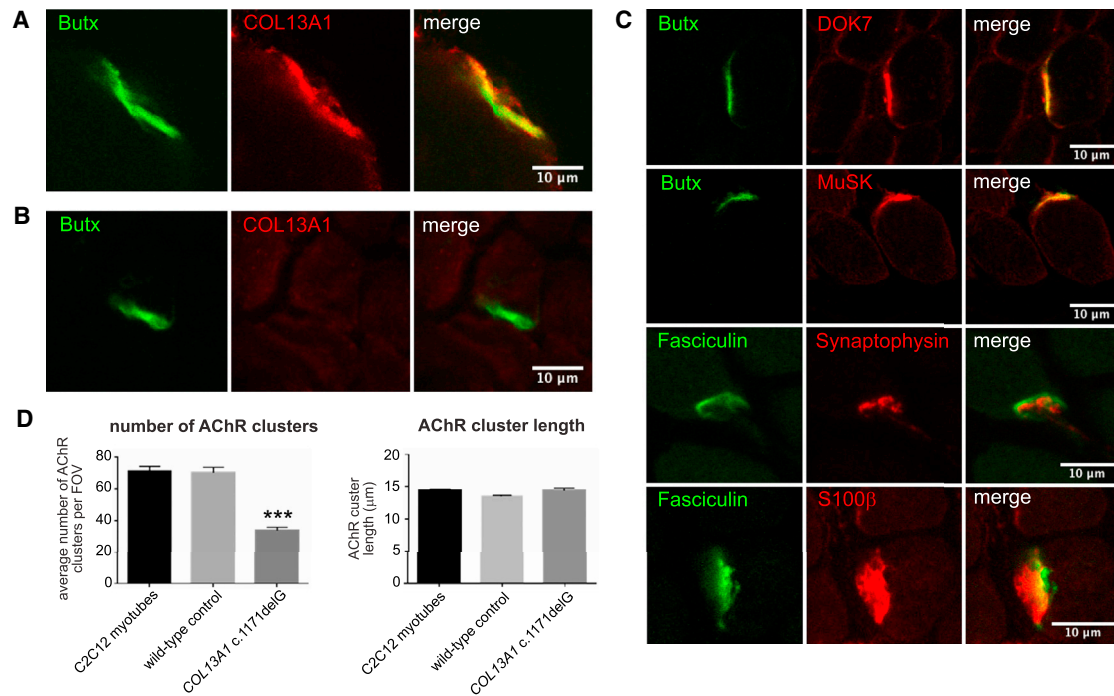 A
Butx
COL13A1
merge
10 μm
B
Butx
COL13A1
merge
10 μm
C
Butx
DOK7
merge
10 μm
Butx
MuSK
merge
10 μm
Fasciculin
Synaptophysin
merge
10 μm
Fasciculin
S100β
merge
10 μm
D
number of AChR clusters
average number of AChR
clusters per FOV
80
60
40
20
0
***
C2C12 myotubes
wild-type control
COL13A1 c.1171delG
AChR cluster length
AChR custer
length (μm)
20
15
10
5
0
C2C12 myotubes
wild-type control
COL13A1 c.1171delG